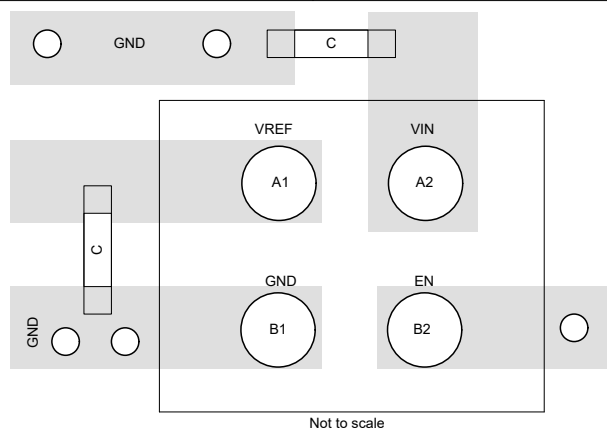 GND
C
VREF
VIN
A1
A2
C
GND
EN
GND
B1
B2
Not to scale